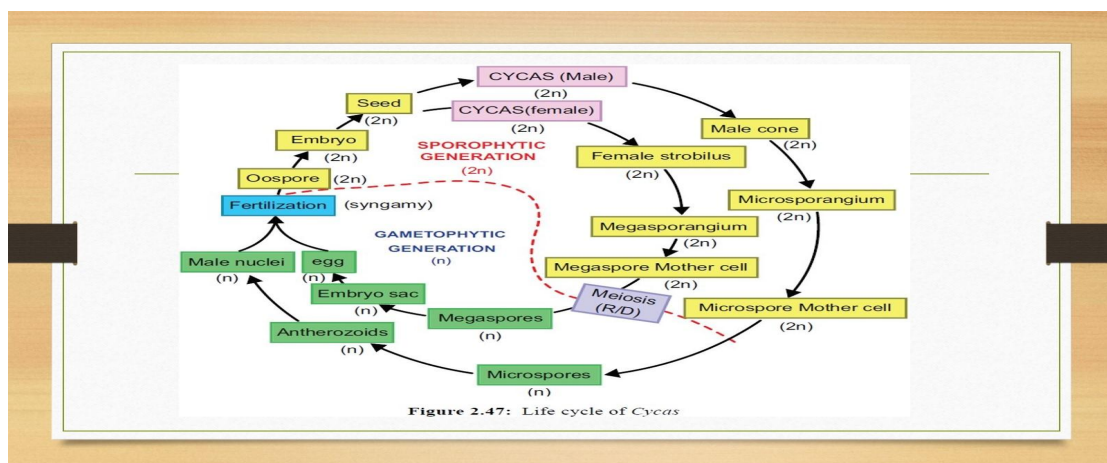 CYCAS (Male)
(2n)
Seed
(2n)
CYCAS(female)
(2n)
Male cone
(2n)
Embryo
(2n)
SPOROPHYTIC
GENERATION
(2n)
Female strobilus
(2n)
Oospore (2n)
Microsporangium
(2n)
Fertilization (syngamy)
Megasporangium
(2n)
GAMETOPHYTIC
GENERATION
(n)
Male nuclei
(n)
egg
(n)
Megaspore Mother cell
(2n)
Embryo sac
(n)
Meiosis
(R/D)
Microspore Mother cell
(2n)
Megaspores
(n)
Antherozoids
(n)
Microspores
(n)
Figure 2.47: Life cycle of Cycas